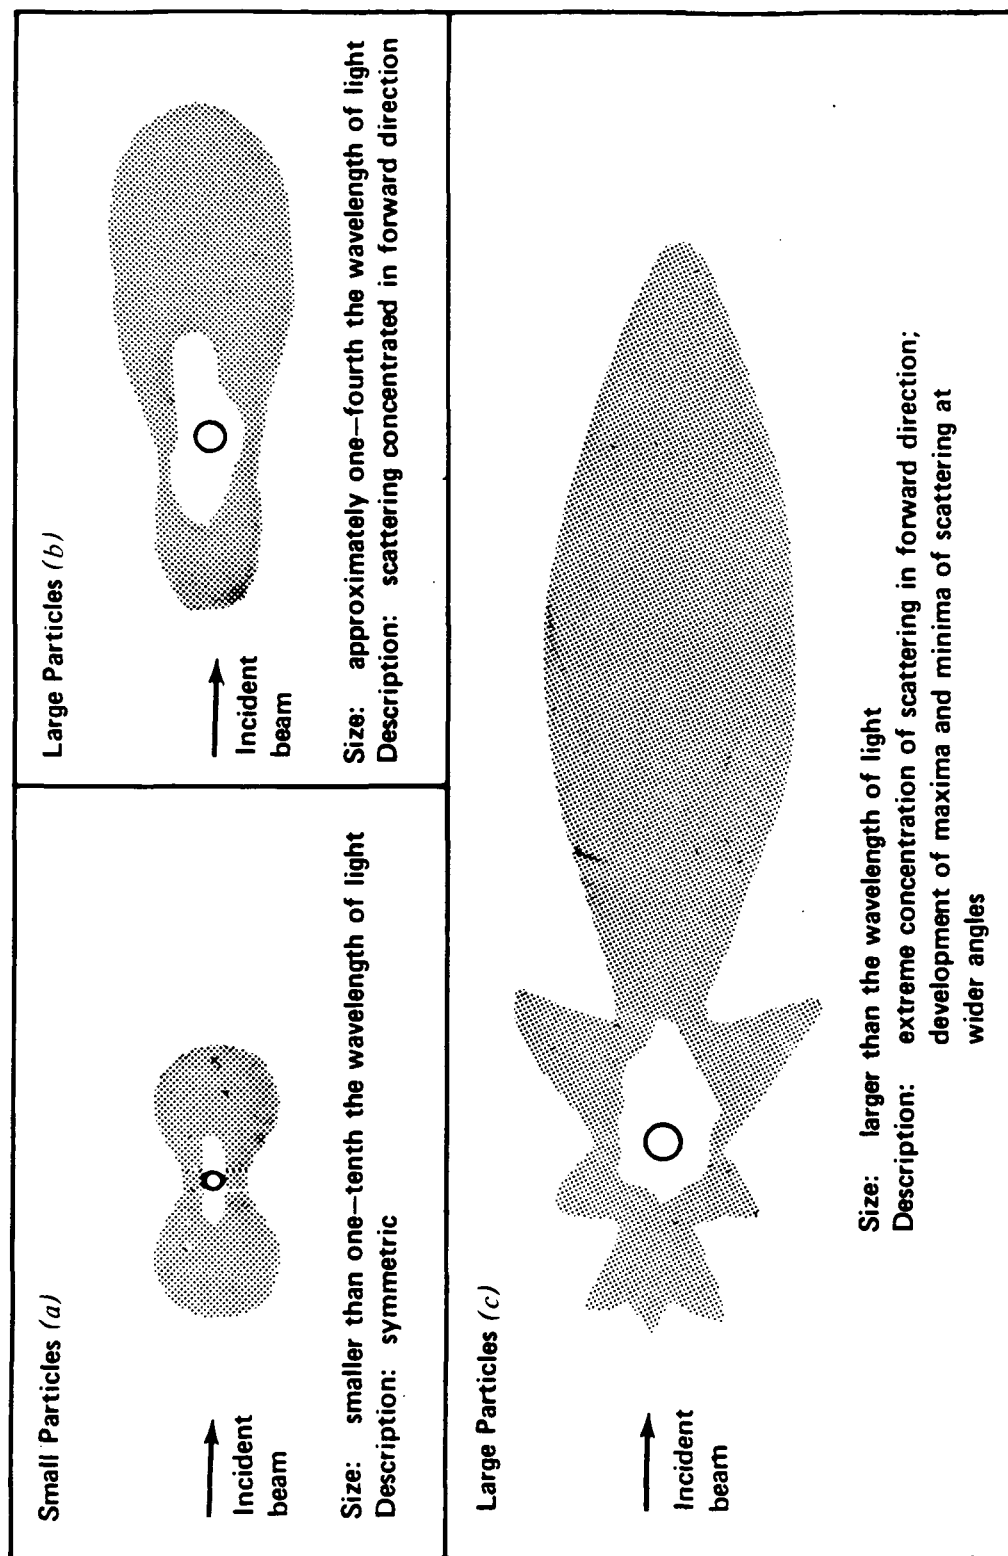 Small Particles (a)
Incident
beam
Size: smaller than one-tenth the wavelength of light
Description: symmetric
Large Particles (b)
Incident
beam
Size: approximately one-fourth the wavelength of light
Description: scattering concentrated in forward direction
Large Particles (c)
Incident
beam
Size: larger than the wavelength of light
Description: extreme concentration of scattering in forward direction;
development of maxima and minima of scattering at
wider angles